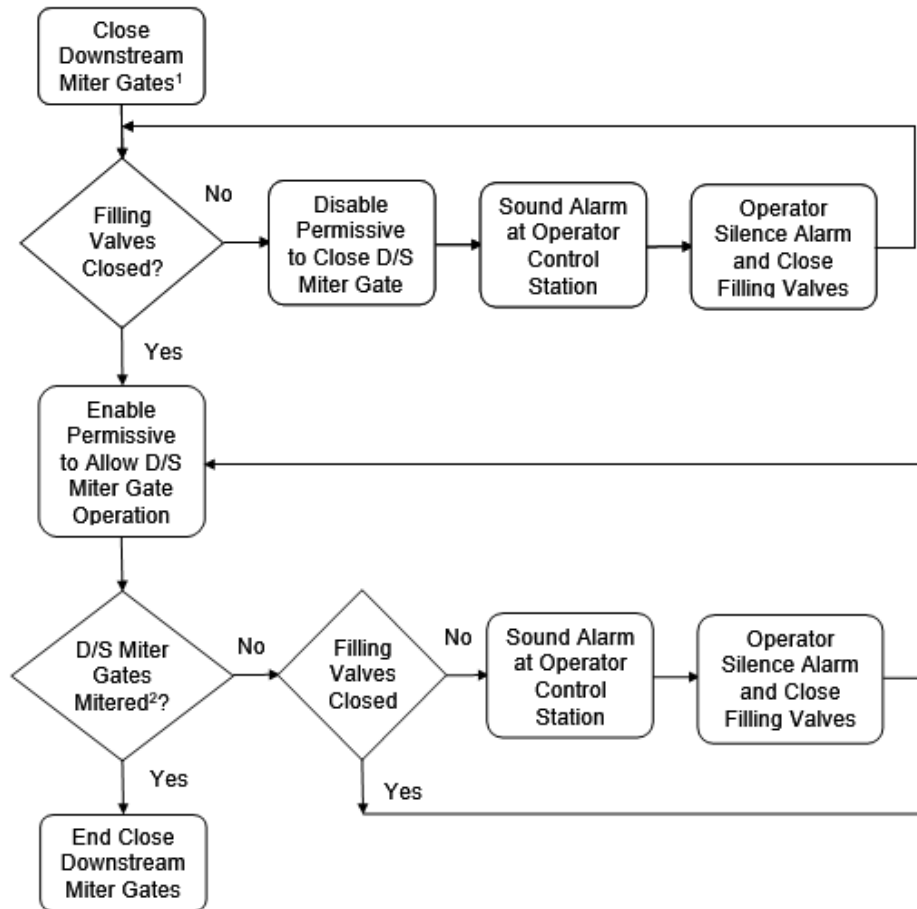 Close
Downstream
Miter Gates¹
Filling
Valves
Closed?
No
Disable
Permissive
to Close D/S
Miter Gate
Sound Alarm
at Operator
Control
Station
Operator
Silence Alarm
and Close
Filling Valves
Yes
Enable
Permissive
to Allow D/S
Miter Gate
Operation
D/S Miter
Gates
Mitered²?
No
Filling
Valves
Closed
No
Sound Alarm
at Operator
Control
Station
Operator
Silence Alarm
and Close
Filling Valves
Yes
Yes
End Close
Downstream
Miter Gates